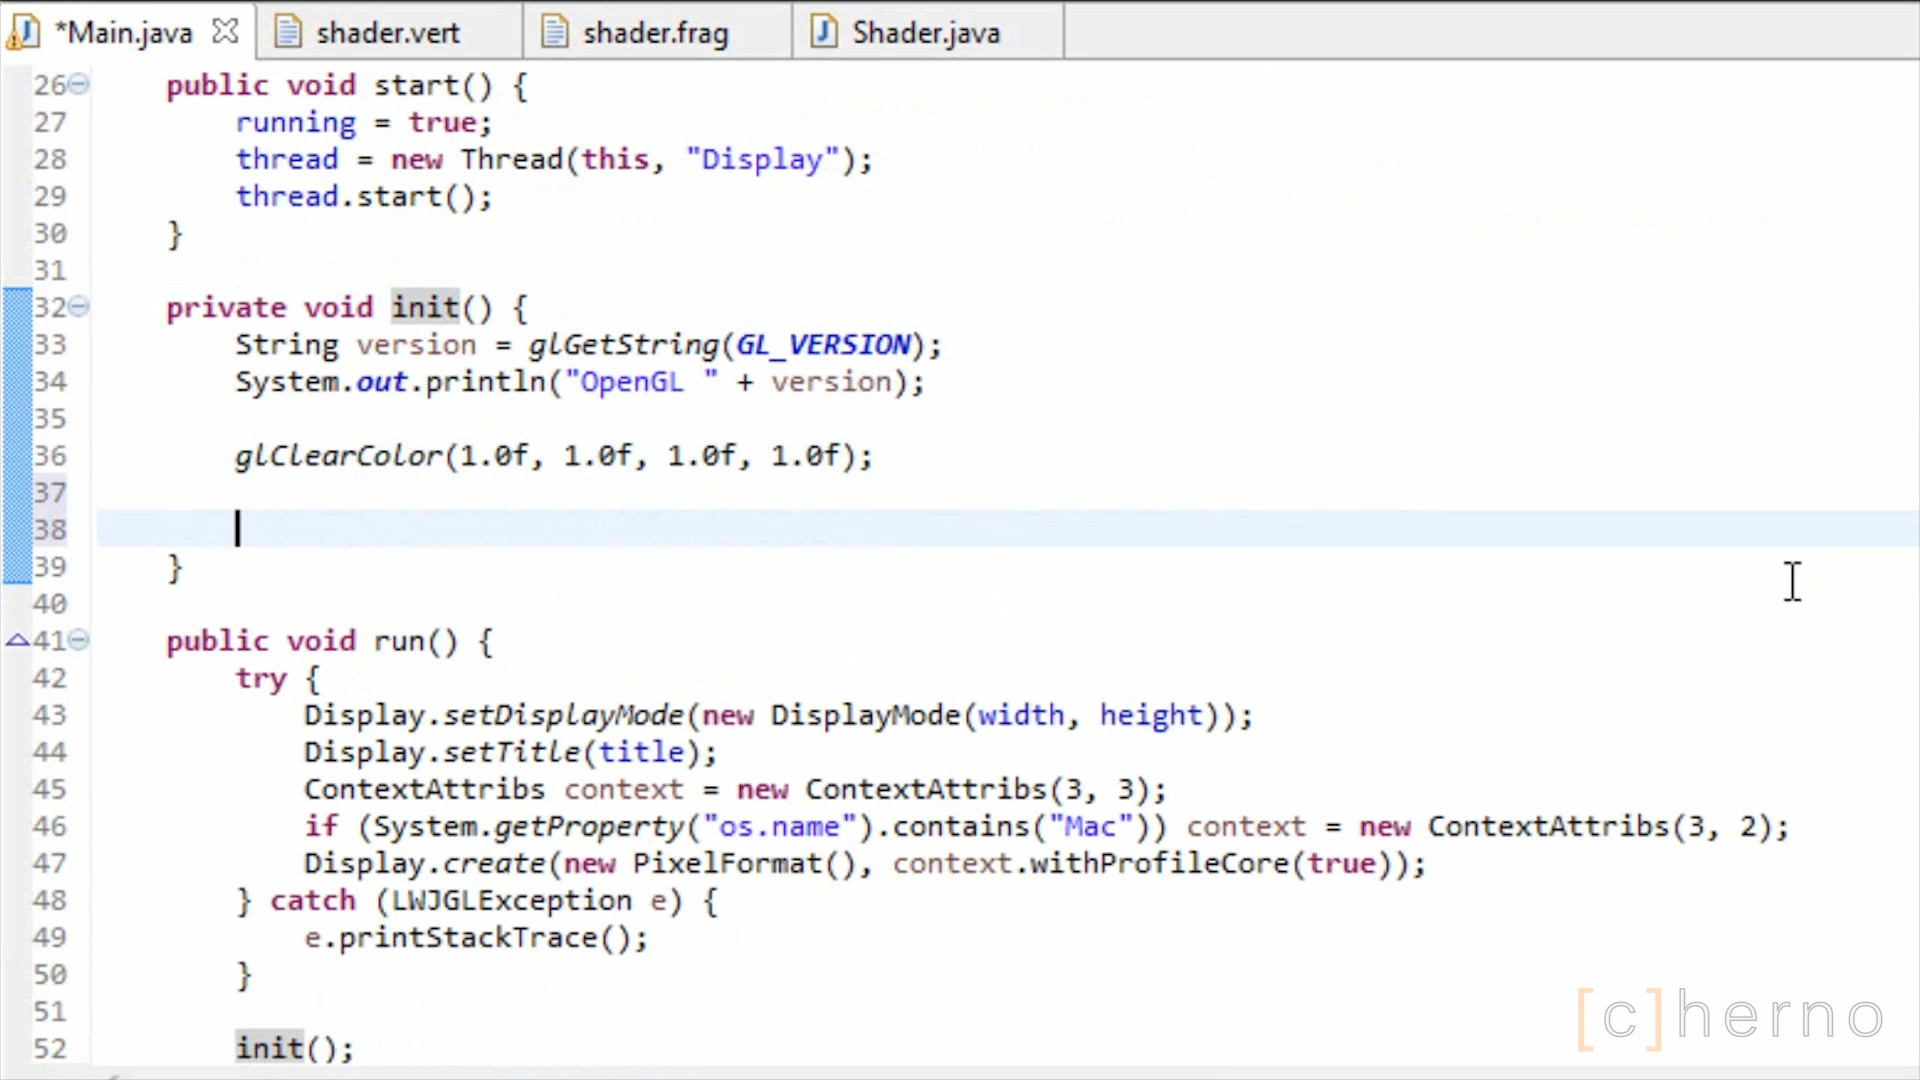 *Main.java shader.vert shader.frag Shader.java
26 public void start() {
27 running = true;
28 thread = new Thread(this, "Display");
29 thread.start();
30 }
31
32 private void init() {
33 String version = glGetString(GL_VERSION);
34 System.out.println("OpenGL " + version);
35
36 glClearColor(1.0f, 1.0f, 1.0f, 1.0f);
37
38
39 }
40
41 public void run() {
42 try {
43 Display.setDisplayMode(new DisplayMode(width, height));
44 Display.setTitle(title);
45 ContextAttribs context = new ContextAttribs(3, 3);
46 if (System.getProperty("os.name").contains("Mac")) context = new ContextAttribs(3, 2);
47 Display.create(new PixelFormat(), context.withProfileCore(true));
48 } catch (LWJGLException e) {
49 e.printStackTrace();
50 }
51
52 init();
[c]herno